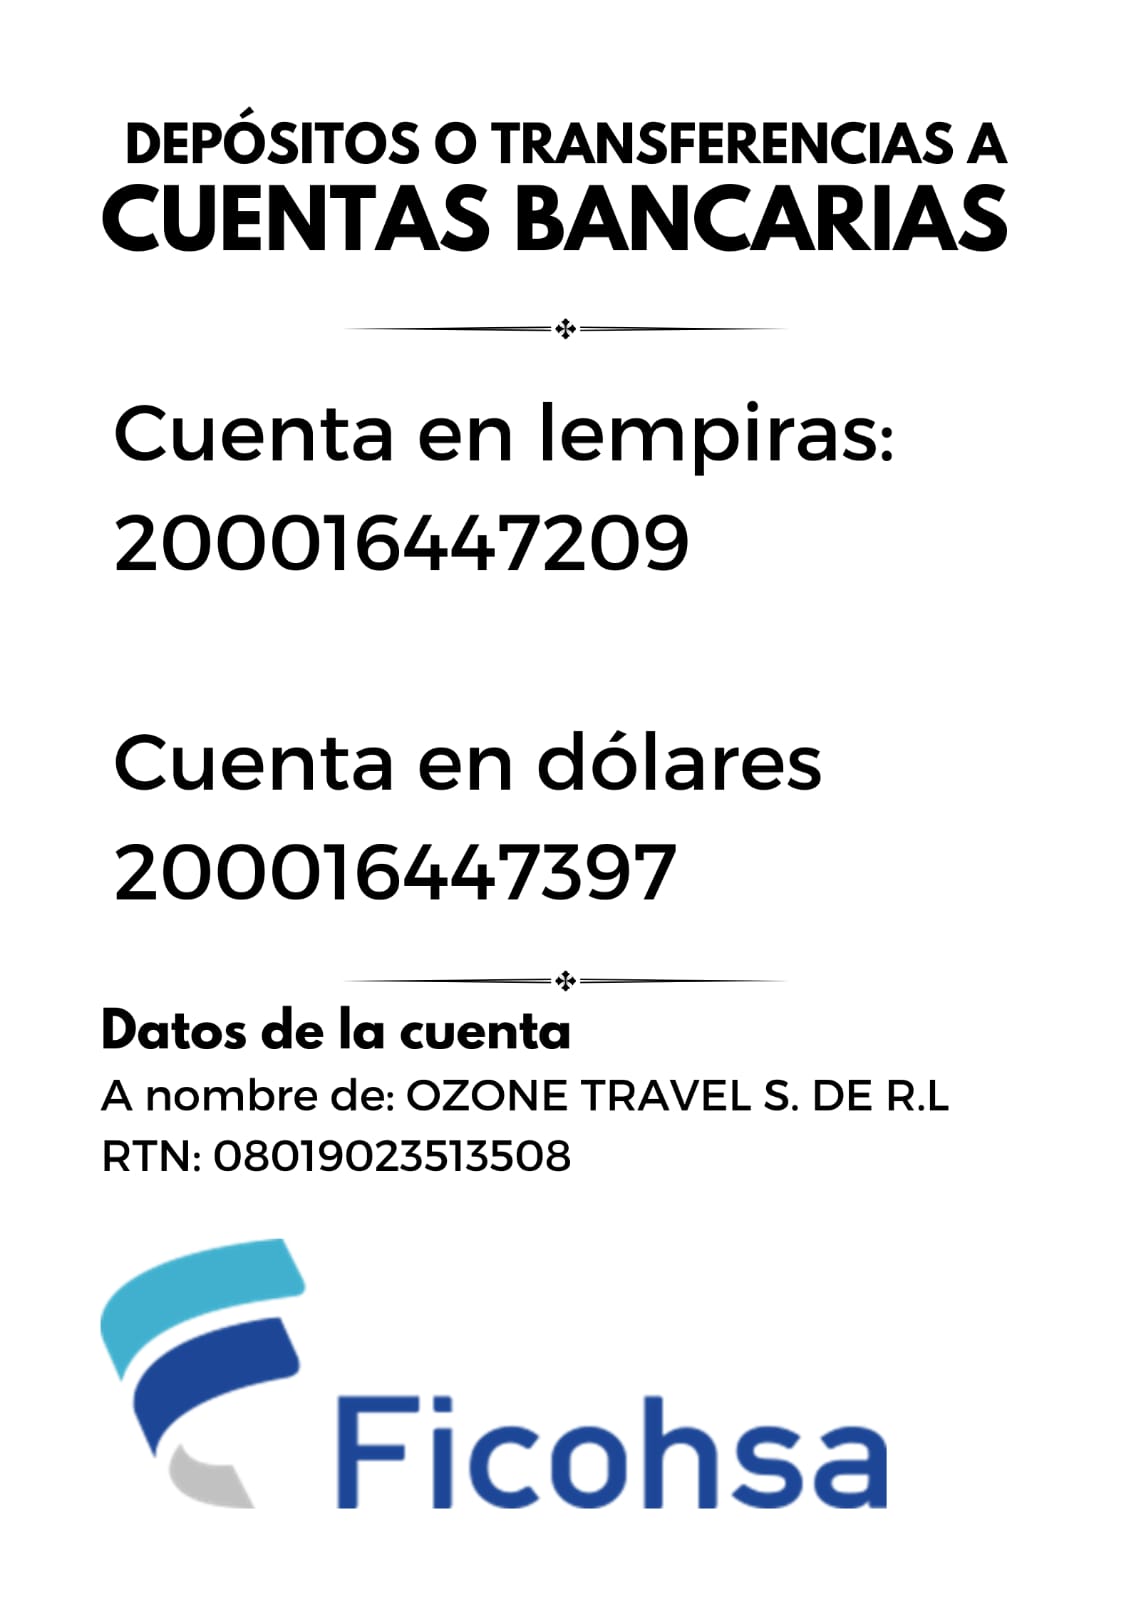 DEPÓSITOS O TRANSFERENCIAS A
CUENTAS BANCARIAS
Cuenta en lempiras:
200016447209
Cuenta en dólares
200016447397
Datos de la cuenta
A nombre de: OZONE TRAVEL S. DE R.L
RTN: 08019023513508
Ficohsa